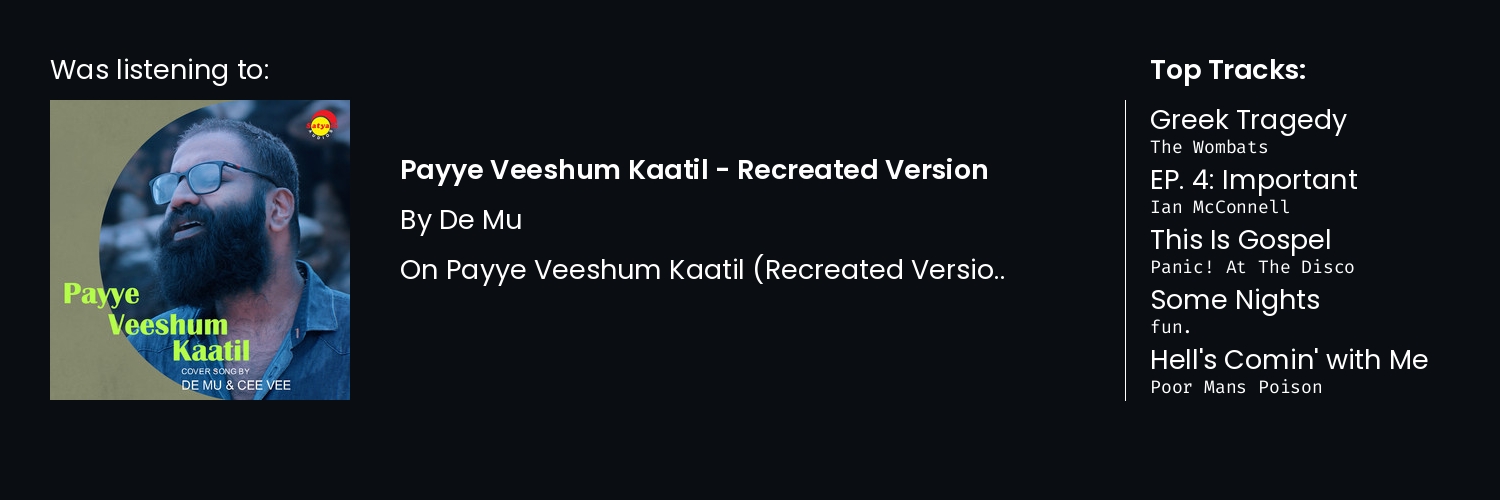 Was listening to:
atya
AUDIOS
Payye
Veeshum
Kaatil
COVER SONG BY
DE MU & CEE VEE
Payye Veeshum Kaatil - Recreated Version
By De Mu
On Payye Veeshum Kaatil (Recreated Versio..
Top Tracks:
Greek Tragedy
The Wombats
EP. 4: Important
Ian McConnell
This Is Gospel
Panic! At The Disco
Some Nights
fun.
Hell's Comin' with Me
Poor Mans Poison